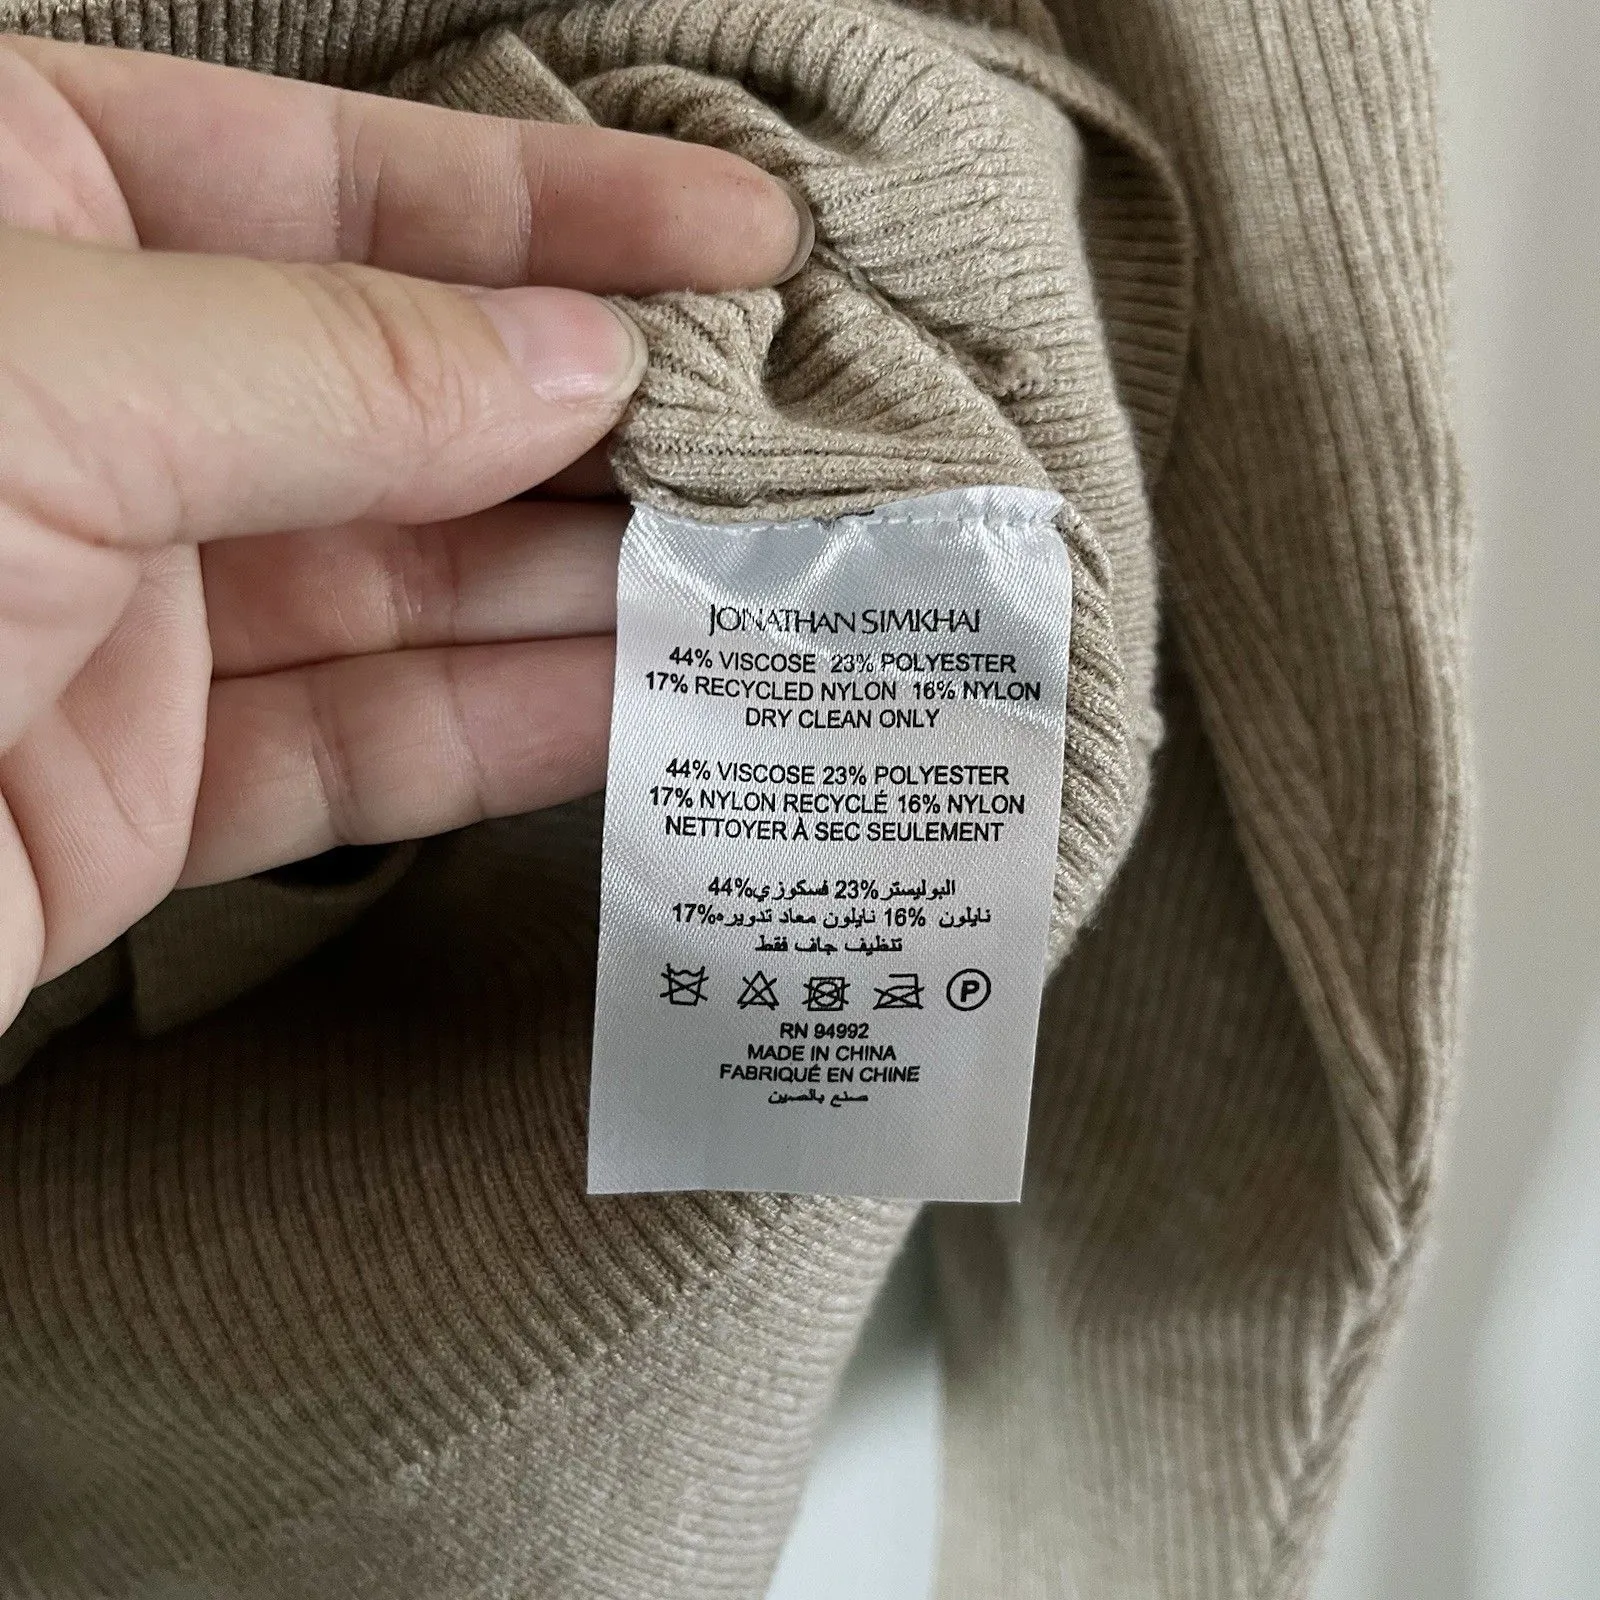 JONATHAN SIMKHAI
44% VISCOSE 23% POLYESTER
17% RECYCLED NYLON 16% NYLON
DRY CLEAN ONLY
44% VISCOSE 23% POLYESTER
17% NYLON RECYCLÉ 16% NYLON
NETTOYER À SEC SEULEMENT
البوليستر 23% فسكوزي 44%
نايلون 16% نايلون معاد تدويره 17%
تنظيف جاف فقط
P
RN 94992
MADE IN CHINA
FABRIQUÉ EN CHINE
صنع بالصين